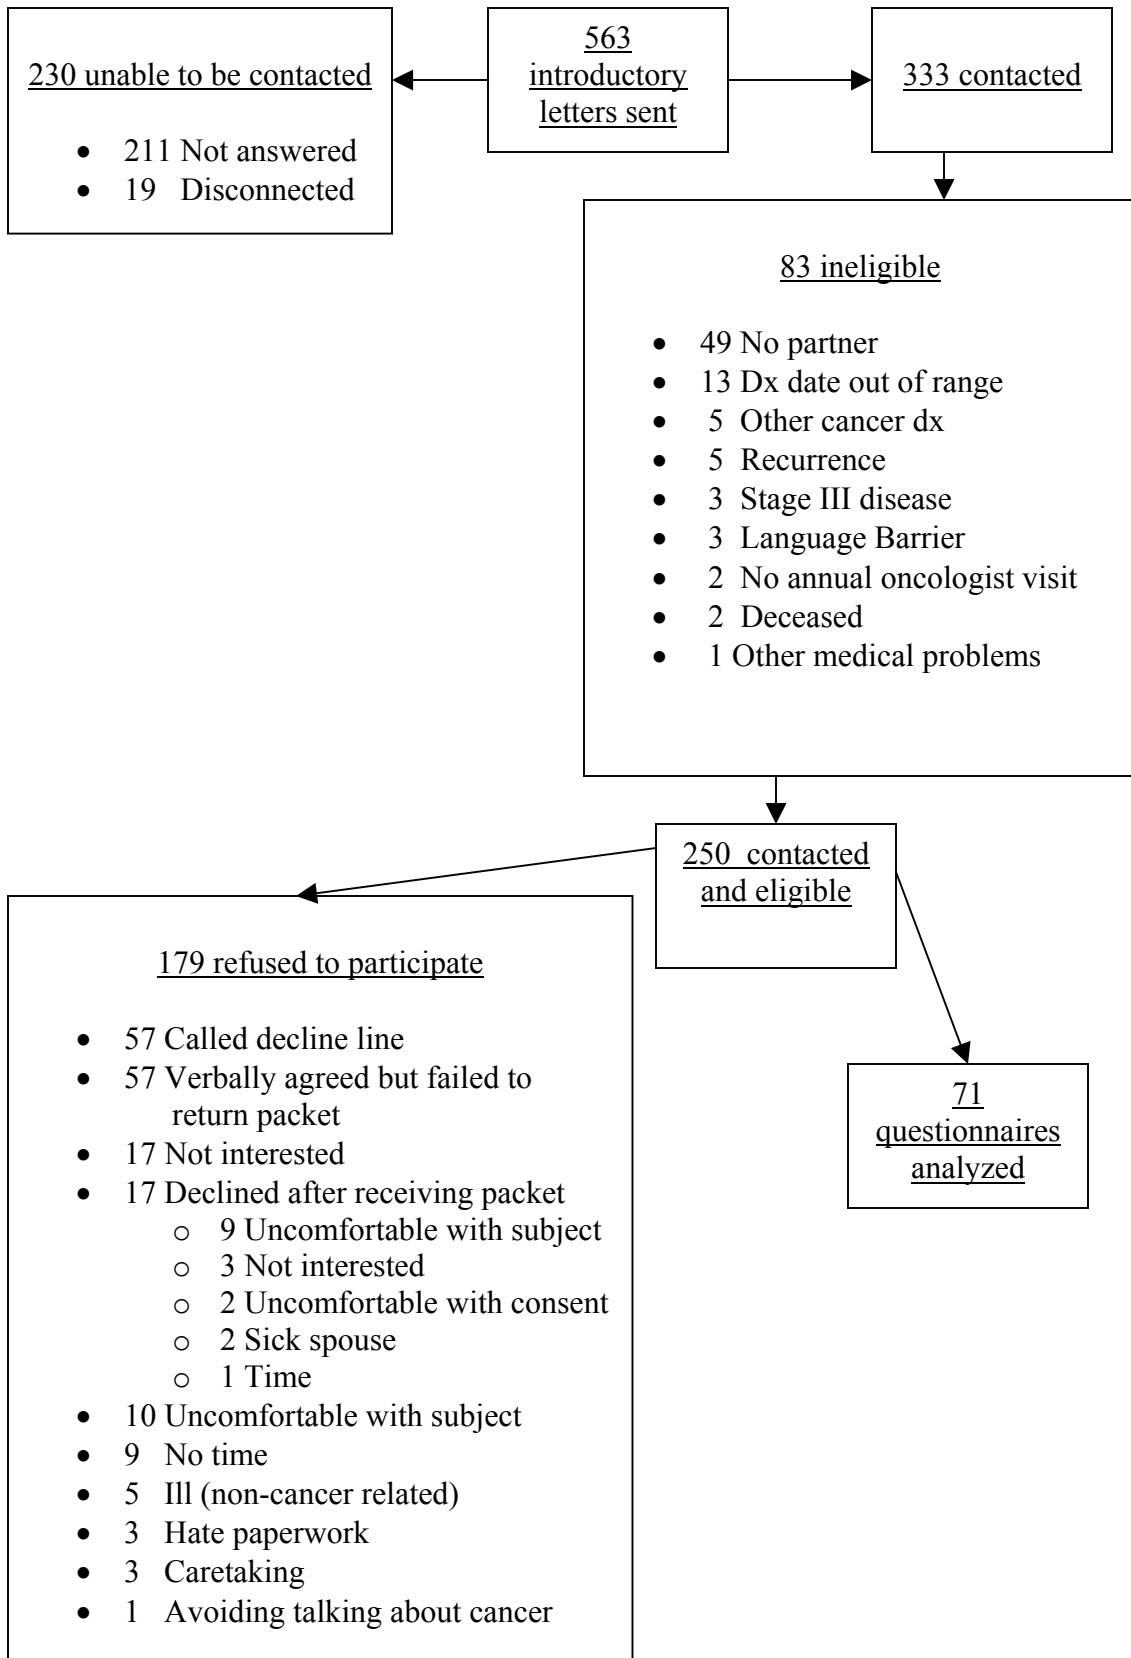 563
introductory
letters sent
230 unable to be contacted
• 211 Not answered
• 19 Disconnected
333 contacted
83 ineligible
• 49 No partner
• 13 Dx date out of range
• 5 Other cancer dx
• 5 Recurrence
• 3 Stage III disease
• 3 Language Barrier
• 2 No annual oncologist visit
• 2 Deceased
• 1 Other medical problems
250 contacted
and eligible
179 refused to participate
• 57 Called decline line
• 57 Verbally agreed but failed to
return packet
• 17 Not interested
• 17 Declined after receiving packet
o 9 Uncomfortable with subject
o 3 Not interested
o 2 Uncomfortable with consent
o 2 Sick spouse
o 1 Time
• 10 Uncomfortable with subject
• 9 No time
• 5 Ill (non-cancer related)
• 3 Hate paperwork
• 3 Caretaking
• 1 Avoiding talking about cancer
71
questionnaires
analyzed